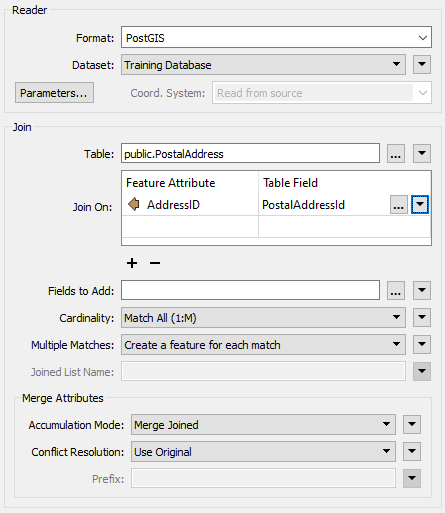 Reader
Format: PostGIS
Dataset: Training Database
Parameters... Coord. System: Read from source
Join
Table: public.PostalAddress ...
Feature Attribute Table Field
Join On: AddressID PostalAddressId ...
+ −
Fields to Add: ...
Cardinality: Match All (1:M)
Multiple Matches: Create a feature for each match
Joined List Name:
Merge Attributes
Accumulation Mode: Merge Joined
Conflict Resolution: Use Original
Prefix: